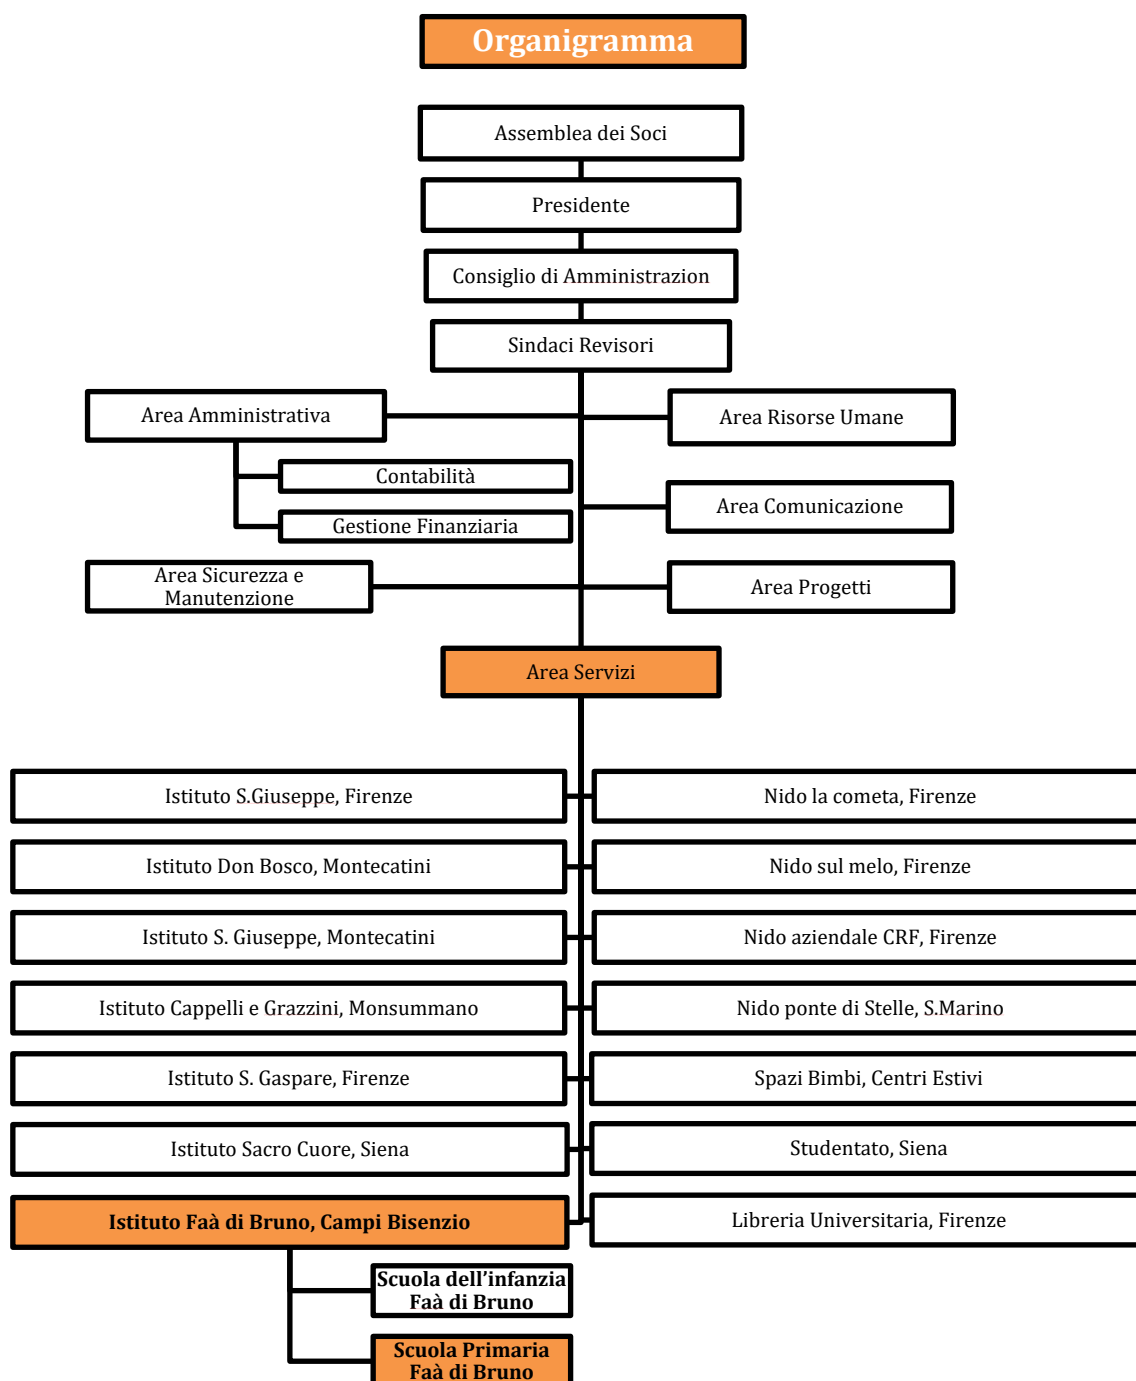 Organigramma
Assemblea dei Soci
Presidente
Consiglio di Amministrazion
Sindaci Revisori
Area Amministrativa
Area Risorse Umane
Contabilità
Area Comunicazione
Gestione Finanziaria
Area Sicurezza e
Manutenzione
Area Progetti
Area Servizi
Istituto S.Giuseppe, Firenze
Nido la cometa, Firenze
Istituto Don Bosco, Montecatini
Nido sul melo, Firenze
Istituto S. Giuseppe, Montecatini
Nido aziendale CRF, Firenze
Istituto Cappelli e Grazzini, Monsummano
Nido ponte di Stelle, S.Marino
Istituto S. Gaspare, Firenze
Spazi Bimbi, Centri Estivi
Istituto Sacro Cuore, Siena
Studentato, Siena
Istituto Faà di Bruno, Campi Bisenzio
Libreria Universitaria, Firenze
Scuola dell’infanzia
Faà di Bruno
Scuola Primaria
Faà di Bruno